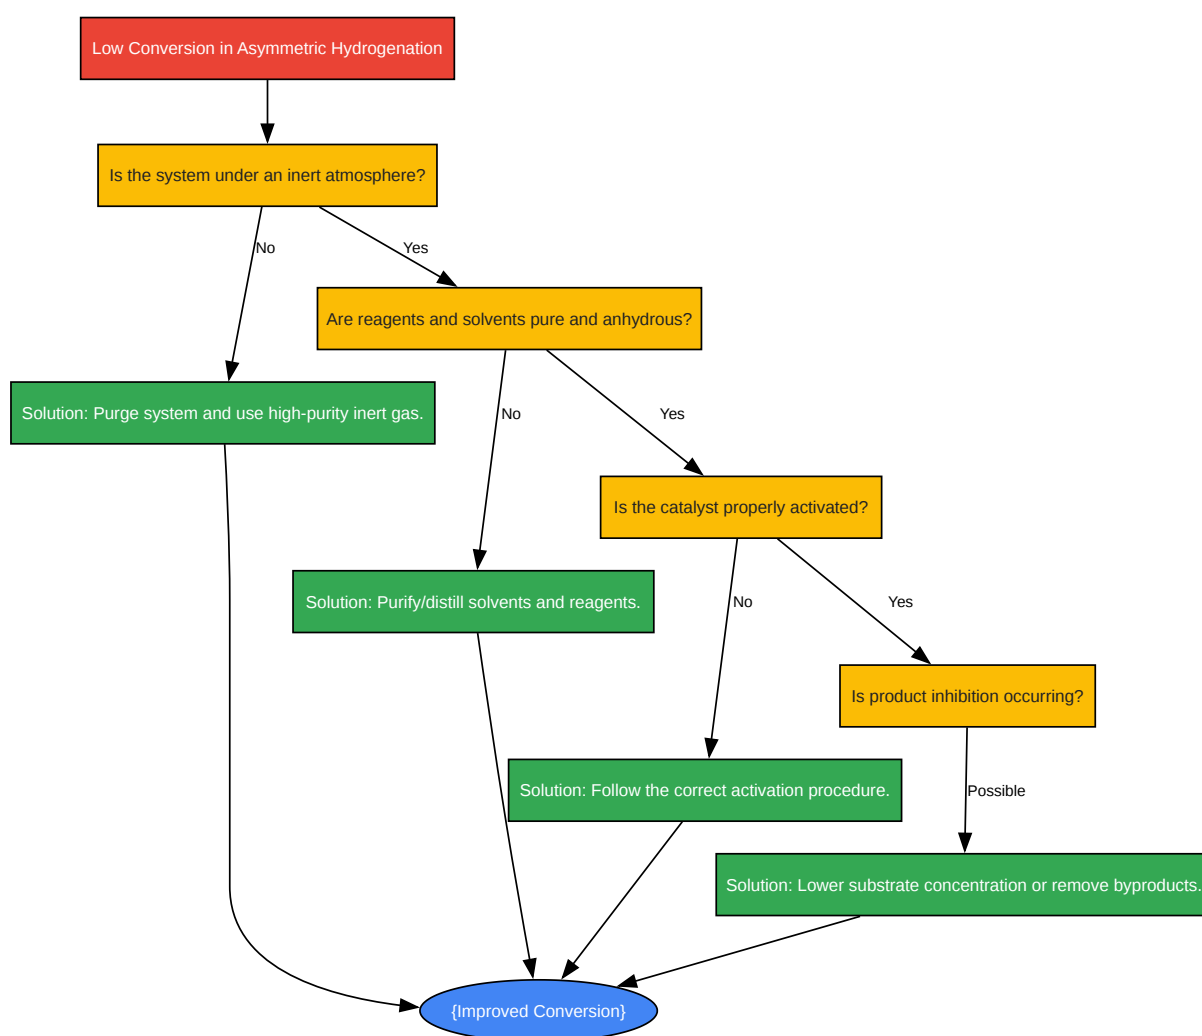 Low Conversion in Asymmetric Hydrogenation
Is the system under an inert atmosphere?
No
Yes
Are reagents and solvents pure and anhydrous?
Solution: Purge system and use high-purity inert gas.
No
Yes
Is the catalyst properly activated?
Solution: Purify/distill solvents and reagents.
No
Yes
Is product inhibition occurring?
Solution: Follow the correct activation procedure.
Possible
Solution: Lower substrate concentration or remove byproducts.
{Improved Conversion}